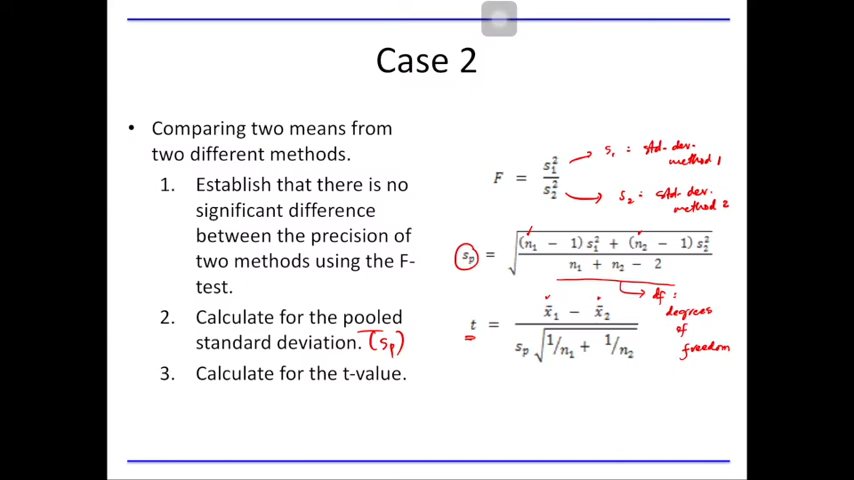 Case 2
• Comparing two means from
two different methods.
1. Establish that there is no
significant difference
between the precision of
two methods using the F-
test.
2. Calculate for the pooled
standard deviation. (sₚ)
3. Calculate for the t-value.
F = s₁² / s₂²
s₁ : std-dev.
method 1
s₂ : std-dev.
method 2
sₚ = √((n₁ − 1)s₁² + (n₂ − 1)s₂² / n₁ + n₂ − 2)
df :
degrees
of
freedom
t = x̄₁ − x̄₂ / sₚ√(1/n₁ + 1/n₂)